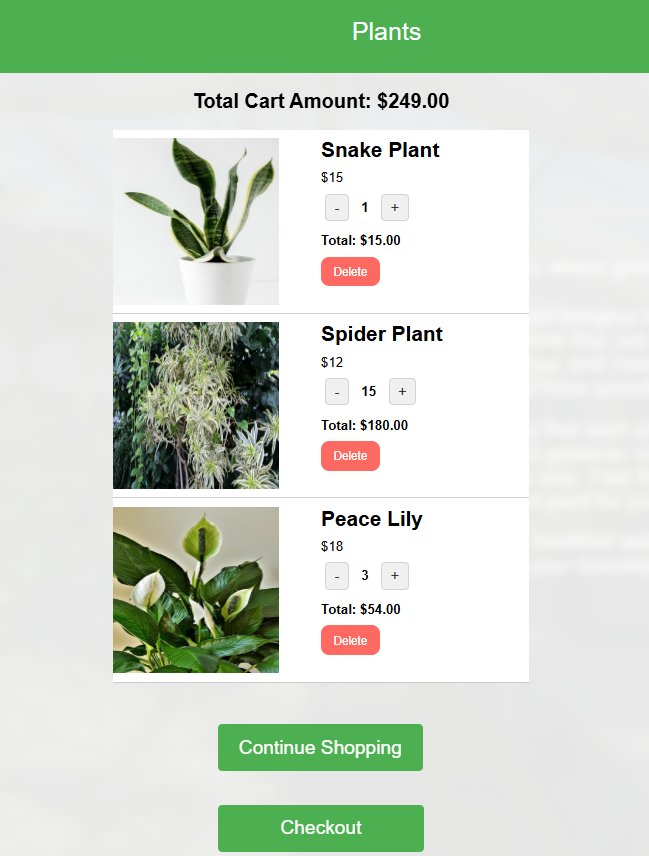 Plants
Total Cart Amount: $249.00
Snake Plant
$15
- 1 +
Total: $15.00
Delete
Spider Plant
$12
- 15 +
Total: $180.00
Delete
Peace Lily
$18
- 3 +
Total: $54.00
Delete
Continue Shopping
Checkout